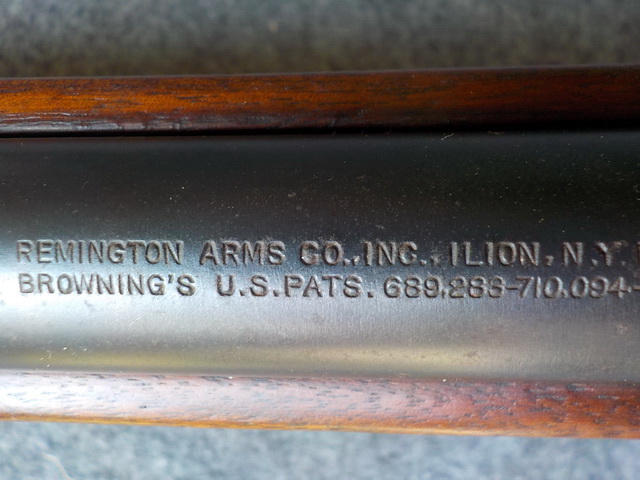 REMINGTON ARMS CO., INC., ILION, N.Y.
BROWNING'S U.S. PATS. 689,283-710,094-